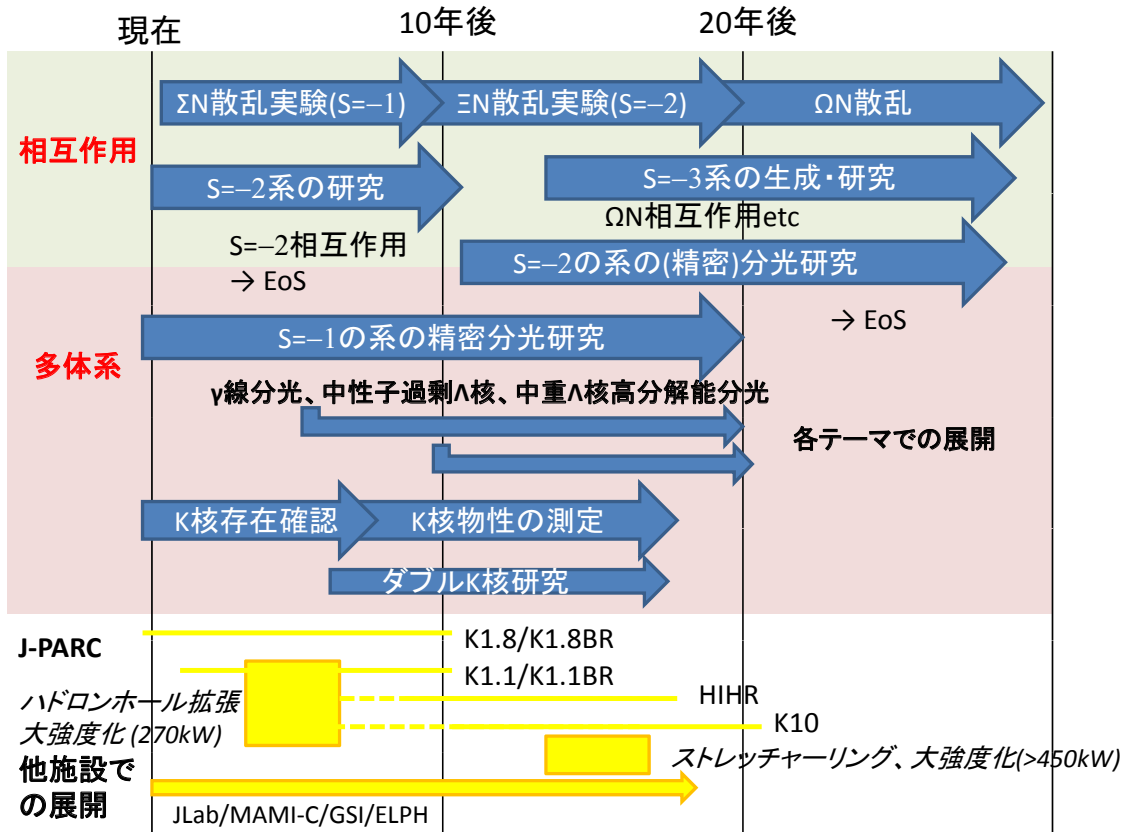 現在
10年後
20年後
ΣN散乱実験(S=−1)
ΞN散乱実験(S=−2)
ΩN散乱
相互作用
S=−2系の研究
S=−3系の生成・研究
ΩN相互作用etc
S=−2相互作用
→ EoS
S=−2の系の(精密)分光研究
→ EoS
S=−1の系の精密分光研究
多体系
γ線分光、中性子過剰Λ核、中重Λ核高分解能分光
各テーマでの展開
K核存在確認
K核物性の測定
ダブルK核研究
J-PARC
K1.8/K1.8BR
K1.1/K1.1BR
ハドロンホール拡張
大強度化 (270kW)
HIHR
K10
ストレッチャーリング、大強度化(>450kW)
他施設で
の展開
JLab/MAMI-C/GSI/ELPH